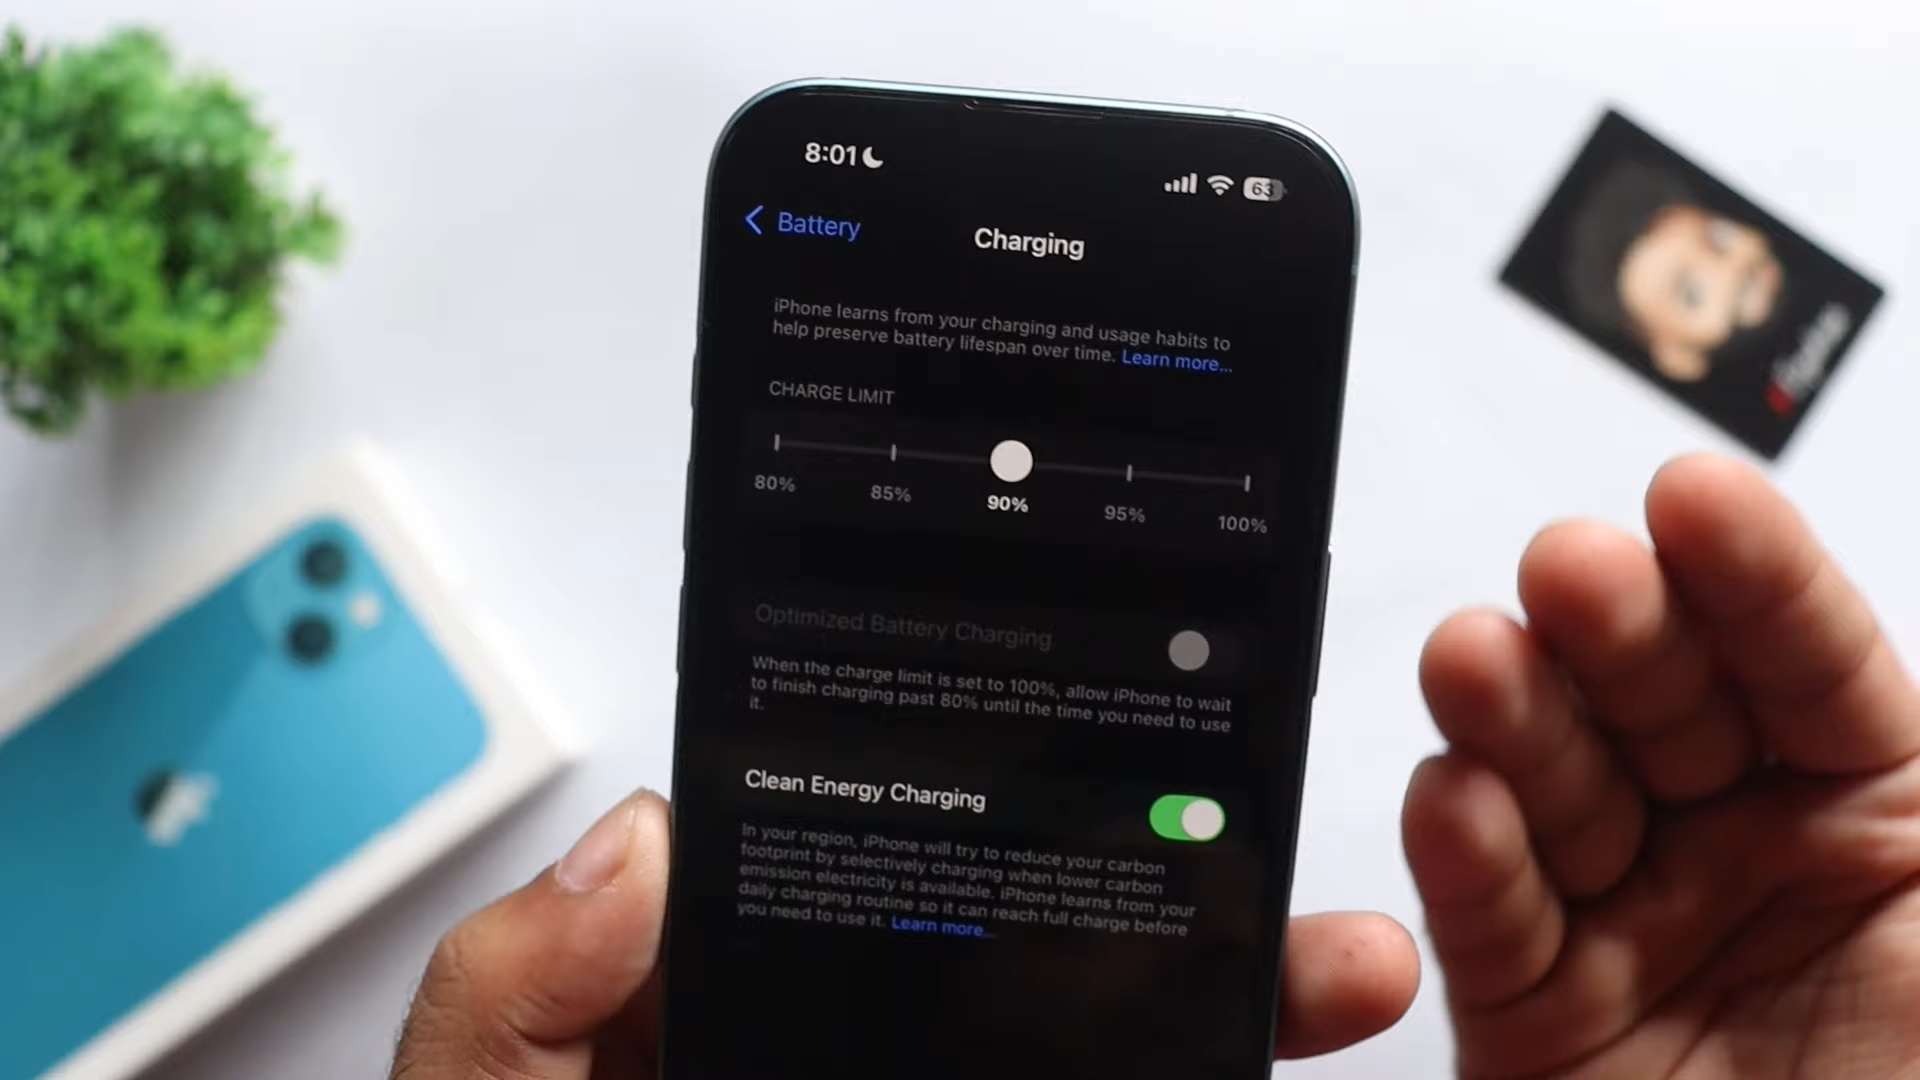 8:01
63
Battery
Charging
iPhone learns from your charging and usage habits to
help preserve battery lifespan over time. Learn more...
CHARGE LIMIT
80%
85%
90%
95%
100%
Optimized Battery Charging
When the charge limit is set to 100%, allow iPhone to wait
to finish charging past 80% until the time you need to use
it.
Clean Energy Charging
In your region, iPhone will try to reduce your carbon
footprint by selectively charging when lower carbon
emission electricity is available. iPhone learns from your
daily charging routine so it can reach full charge before
you need to use it. Learn more...